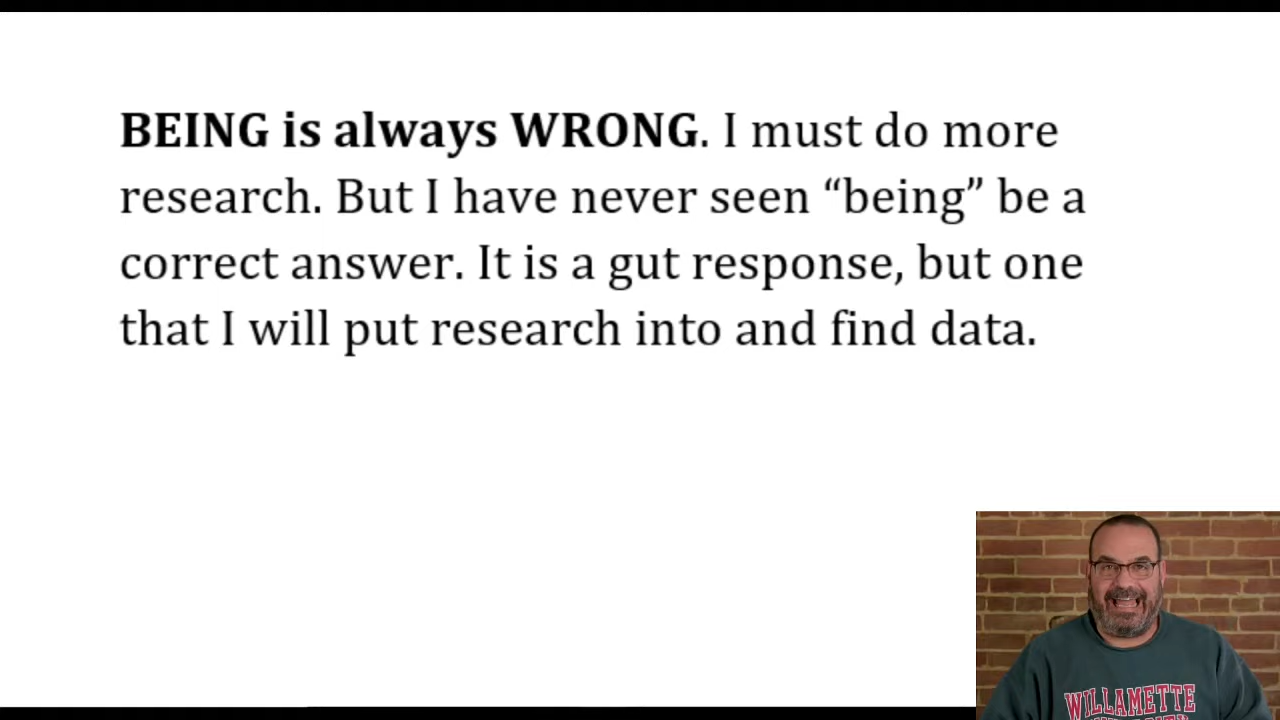 BEING is always WRONG. I must do more
research. But I have never seen “being” be a
correct answer. It is a gut response, but one
that I will put research into and find data.
WILLAMETTE